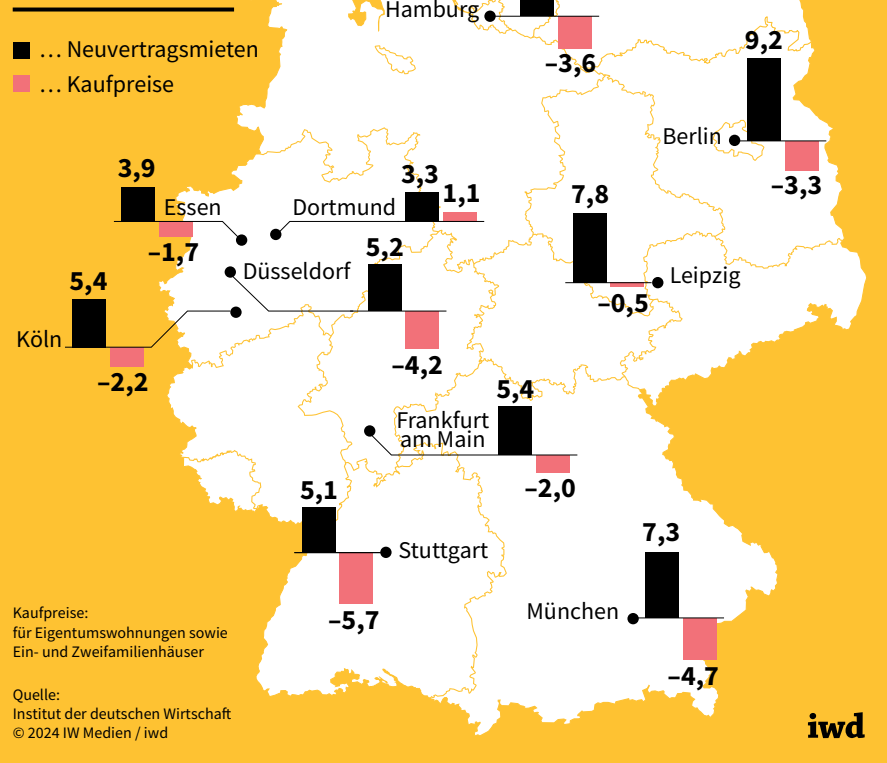 Hamburg
–3,6
… Neuvertragsmieten
… Kaufpreise
9,2
Berlin
–3,3
3,9
Essen
–1,7
Dortmund
3,3
1,1
7,8
Leipzig
–0,5
Düsseldorf
5,2
–4,2
5,4
Köln
–2,2
5,4
Frankfurt
am Main
–2,0
5,1
Stuttgart
–5,7
7,3
München
–4,7
Kaufpreise:
für Eigentumswohnungen sowie
Ein- und Zweifamilienhäuser
Quelle:
Institut der deutschen Wirtschaft
© 2024 IW Medien / iwd
iwd